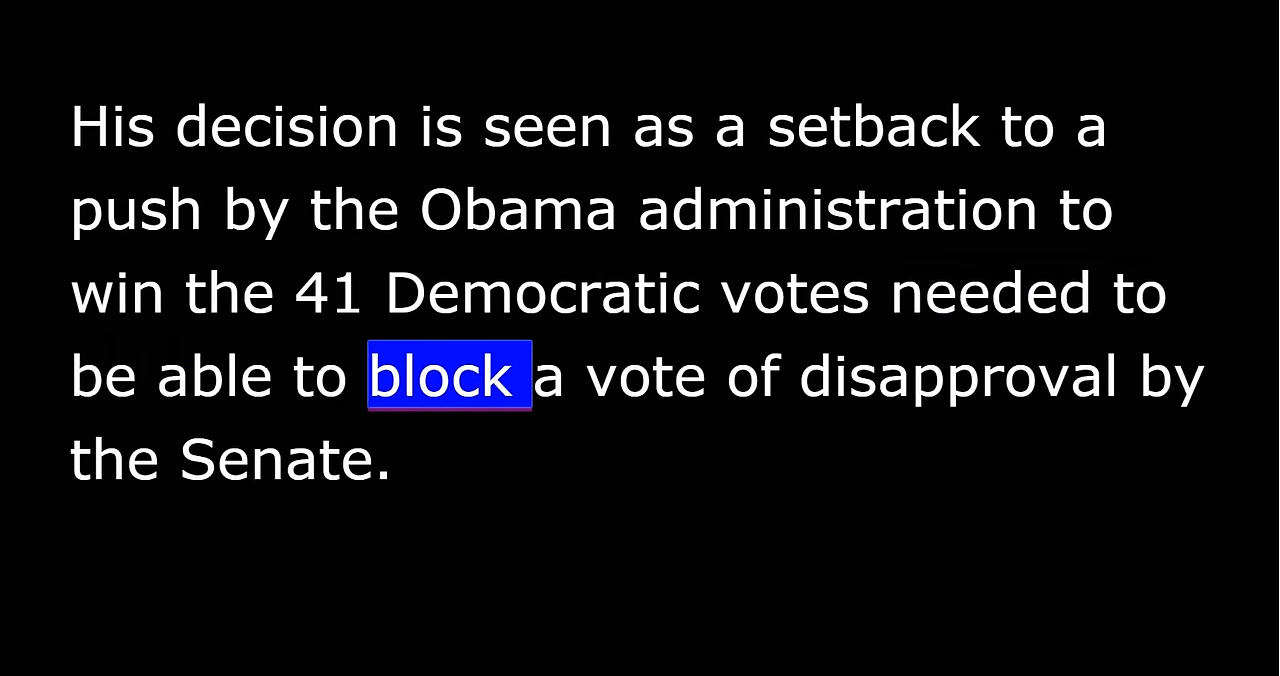 His decision is seen as a setback to a
push by the Obama administration to
win the 41 Democratic votes needed to
be able to block a vote of disapproval by
the Senate.